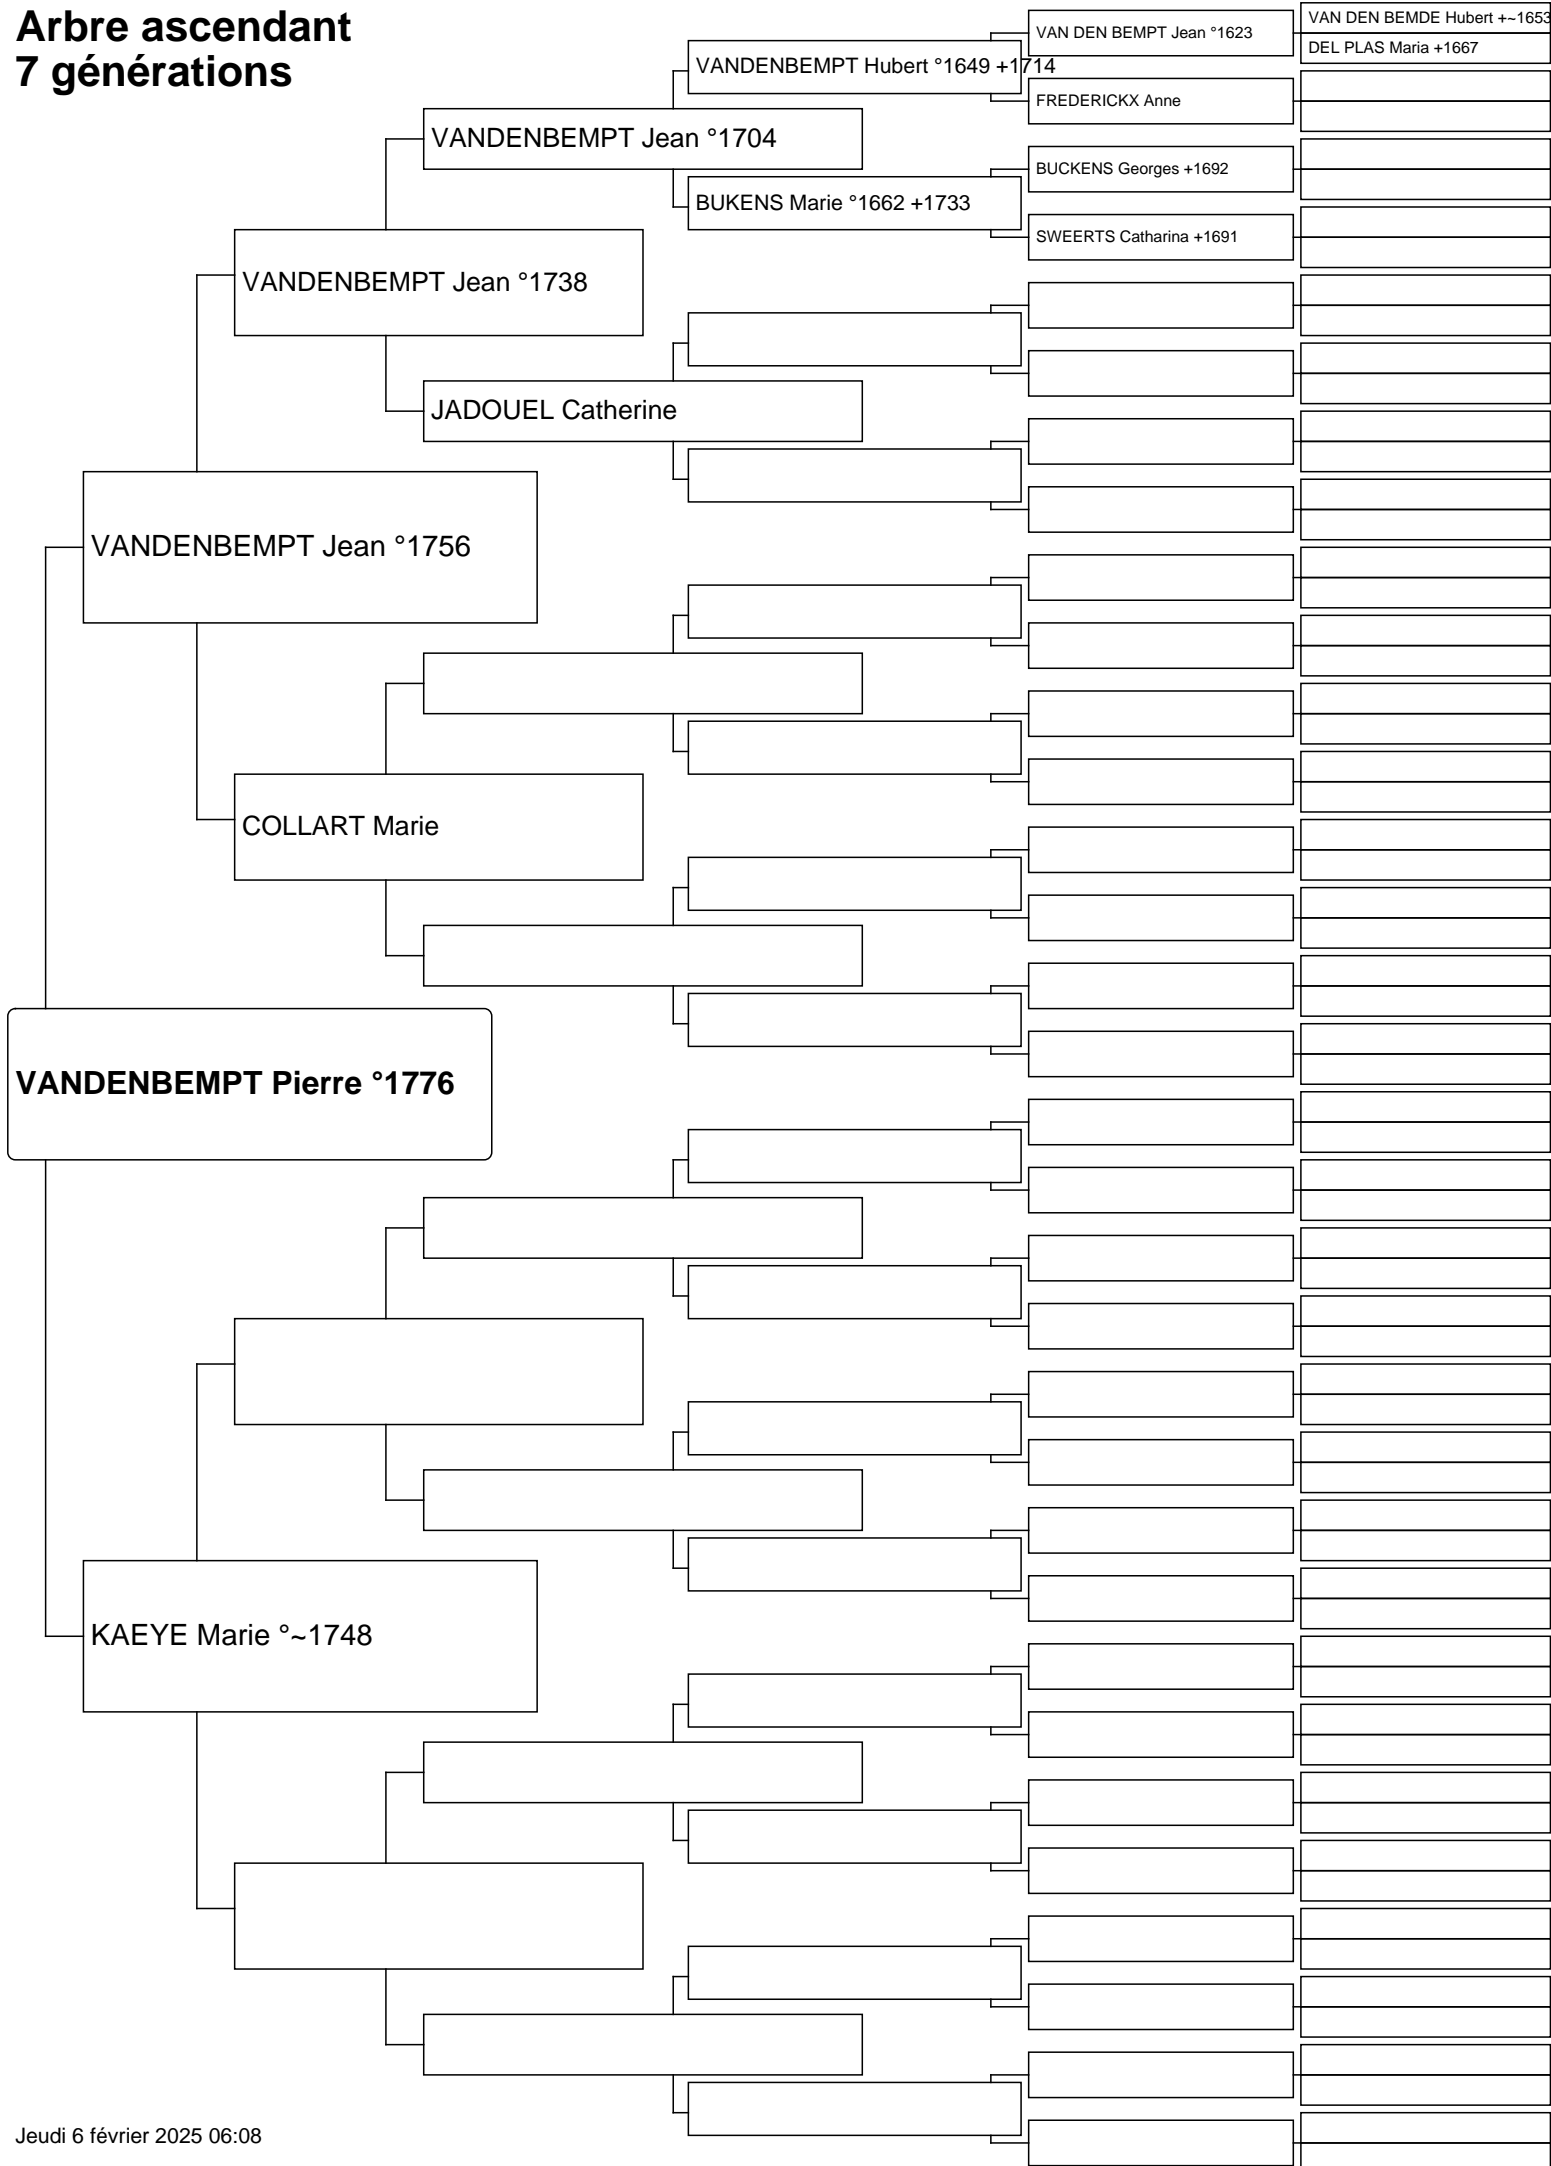 Arbre ascendant
7 générations
VAN DEN BEMDE Hubert +~1653
VAN DEN BEMPT Jean °1623
DEL PLAS Maria +1667
VANDENBEMPT Hubert °1649 +1714
FREDERICKX Anne
VANDENBEMPT Jean °1704
BUCKENS Georges +1692
BUKENS Marie °1662 +1733
SWEERTS Catharina +1691
VANDENBEMPT Jean °1738
JADOUEL Catherine
VANDENBEMPT Jean °1756
COLLART Marie
VANDENBEMPT Pierre °1776
KAEYE Marie °~1748
Jeudi 6 février 2025 06:08